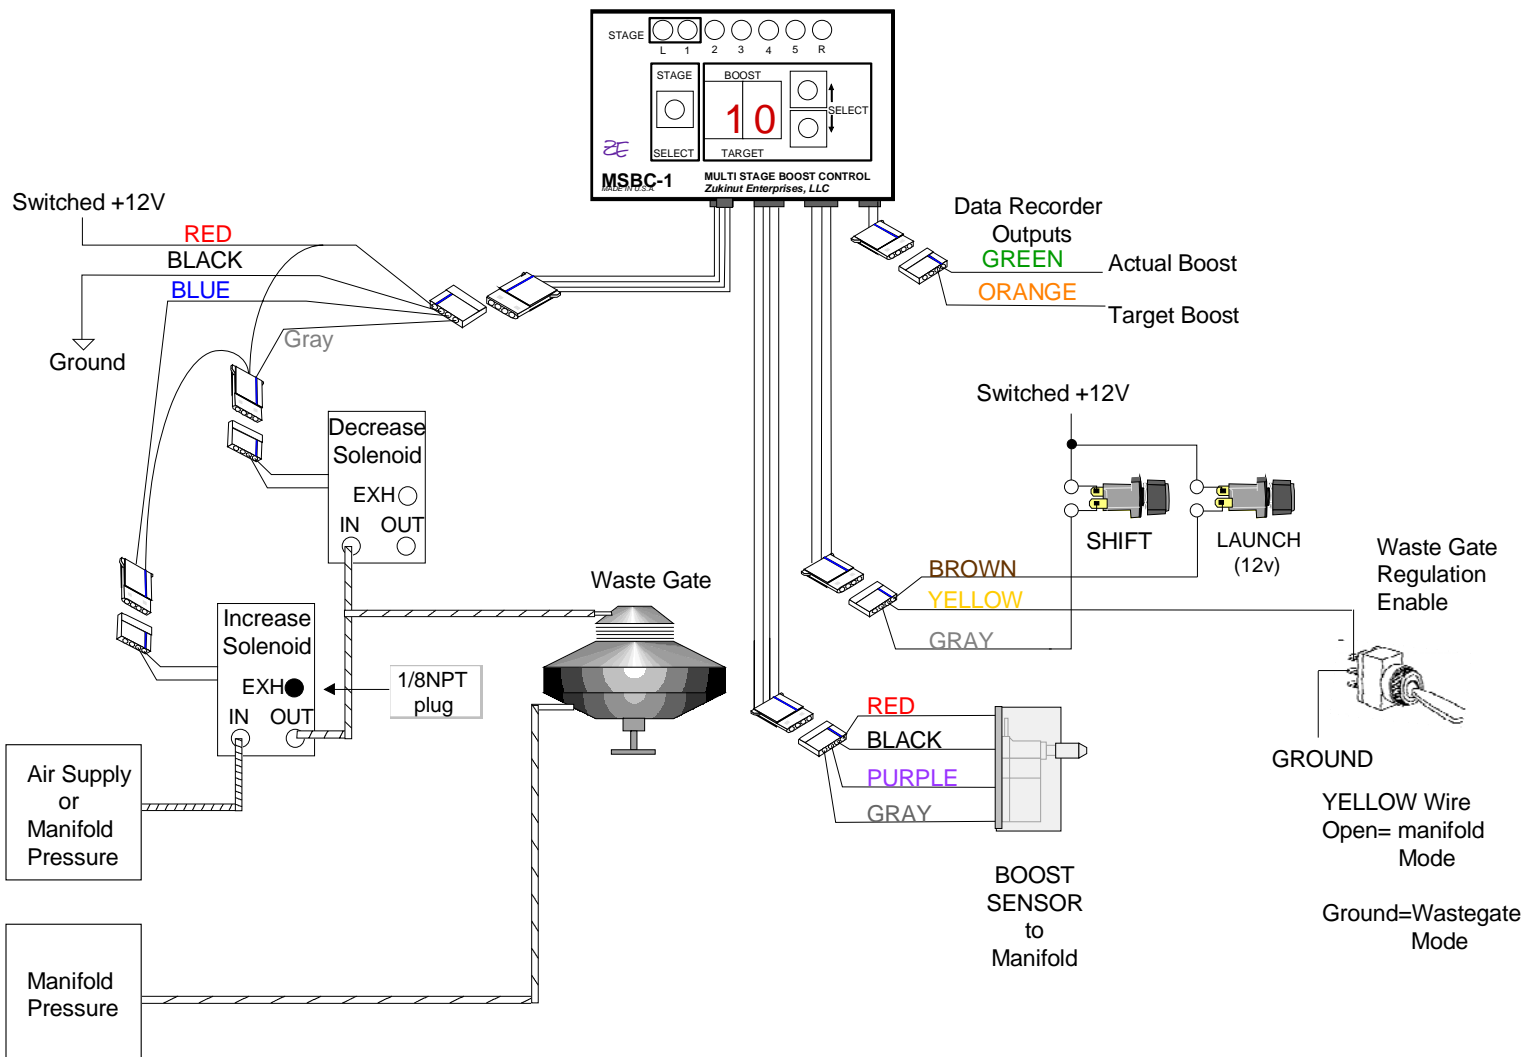 STAGE
L 1 2 3 4 5 R
STAGE
SELECT
BOOST
10
TARGET
SELECT
ZE
MSBC-1
MADE IN U.S.A.
MULTI STAGE BOOST CONTROL
Zukinut Enterprises, LLC
Switched +12V
RED
BLACK
BLUE
Gray
Ground
Data Recorder
Outputs
GREEN
Actual Boost
ORANGE
Target Boost
Decrease
Solenoid
EXH
IN OUT
Increase
Solenoid
EXH
IN OUT
1/8NPT
plug
Waste Gate
Switched +12V
SHIFT
LAUNCH
(12v)
BROWN
YELLOW
GRAY
Waste Gate
Regulation
Enable
GROUND
YELLOW Wire
Open= manifold
Mode
Ground=Wastegate
Mode
RED
BLACK
PURPLE
GRAY
BOOST
SENSOR
to
Manifold
Air Supply
or
Manifold
Pressure
Manifold
Pressure